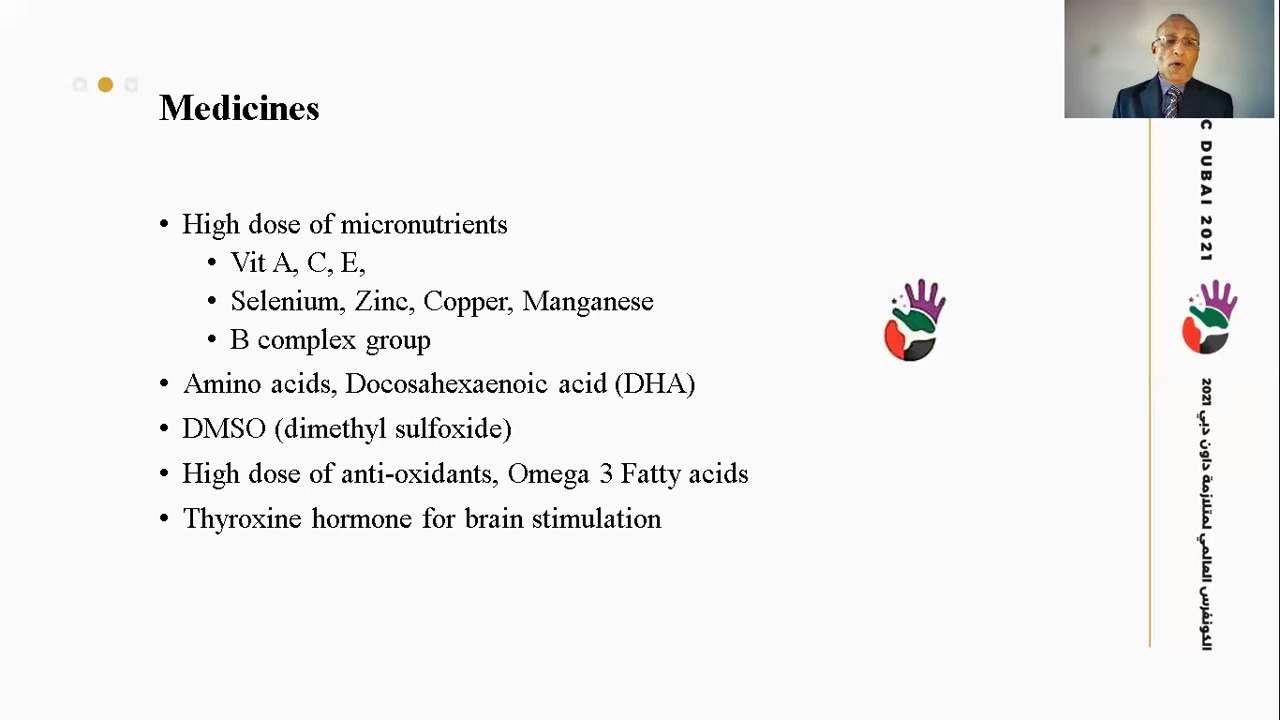 Medicines
• High dose of micronutrients
• Vit A, C, E,
• Selenium, Zinc, Copper, Manganese
• B complex group
• Amino acids, Docosahexaenoic acid (DHA)
• DMSO (dimethyl sulfoxide)
• High dose of anti-oxidants, Omega 3 Fatty acids
• Thyroxine hormone for brain stimulation
C DUBAI 2021
الكونغرس العالمي لمتلازمة داون دبي 2021